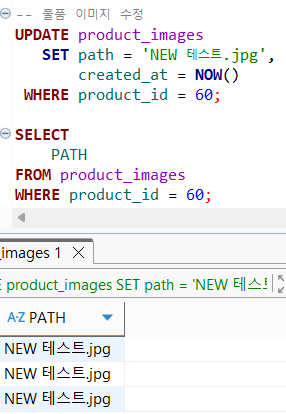 -- 물품 이미지 수정
UPDATE product_images
SET path = 'NEW 테스트.jpg',
created_at = NOW()
WHERE product_id = 60;
SELECT
PATH
FROM product_images
WHERE product_id = 60;
_images 1
E product_images SET path = 'NEW 테스트
A-Z PATH
NEW 테스트.jpg
NEW 테스트.jpg
NEW 테스트.jpg